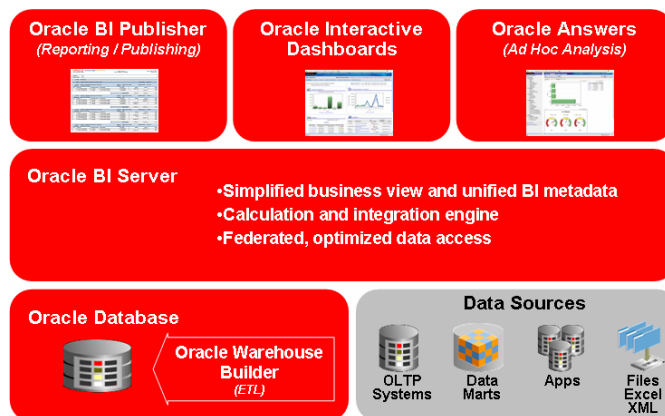 Oracle BI Publisher
(Reporting / Publishing)
Oracle Interactive
Dashboards
Oracle Answers
(Ad Hoc Analysis)
Oracle BI Server
•Simplified business view and unified BI metadata
•Calculation and integration engine
•Federated, optimized data access
Oracle Database
Oracle Warehouse
Builder
(ETL)
Data Sources
OLTP
Systems
Data
Marts
Apps
Files
Excel
XML